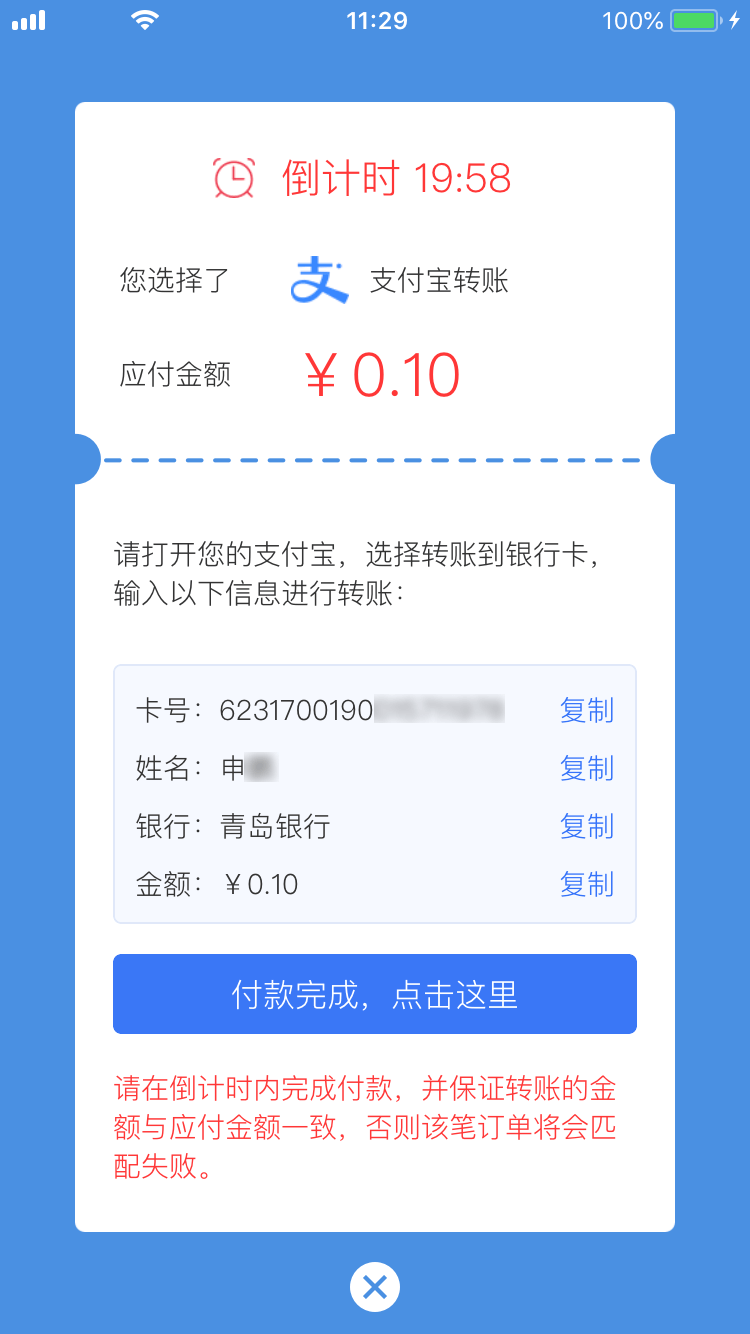 11:29
100%
倒计时 19:58
您选择了 支付宝转账
应付金额 ¥ 0.10
请打开您的支付宝，选择转账到银行卡，
输入以下信息进行转账：
卡号：6231700190 复制
姓名：申 复制
银行：青岛银行 复制
金额：¥0.10 复制
付款完成，点击这里
请在倒计时内完成付款，并保证转账的金
额与应付金额一致，否则该笔订单将会匹
配失败。